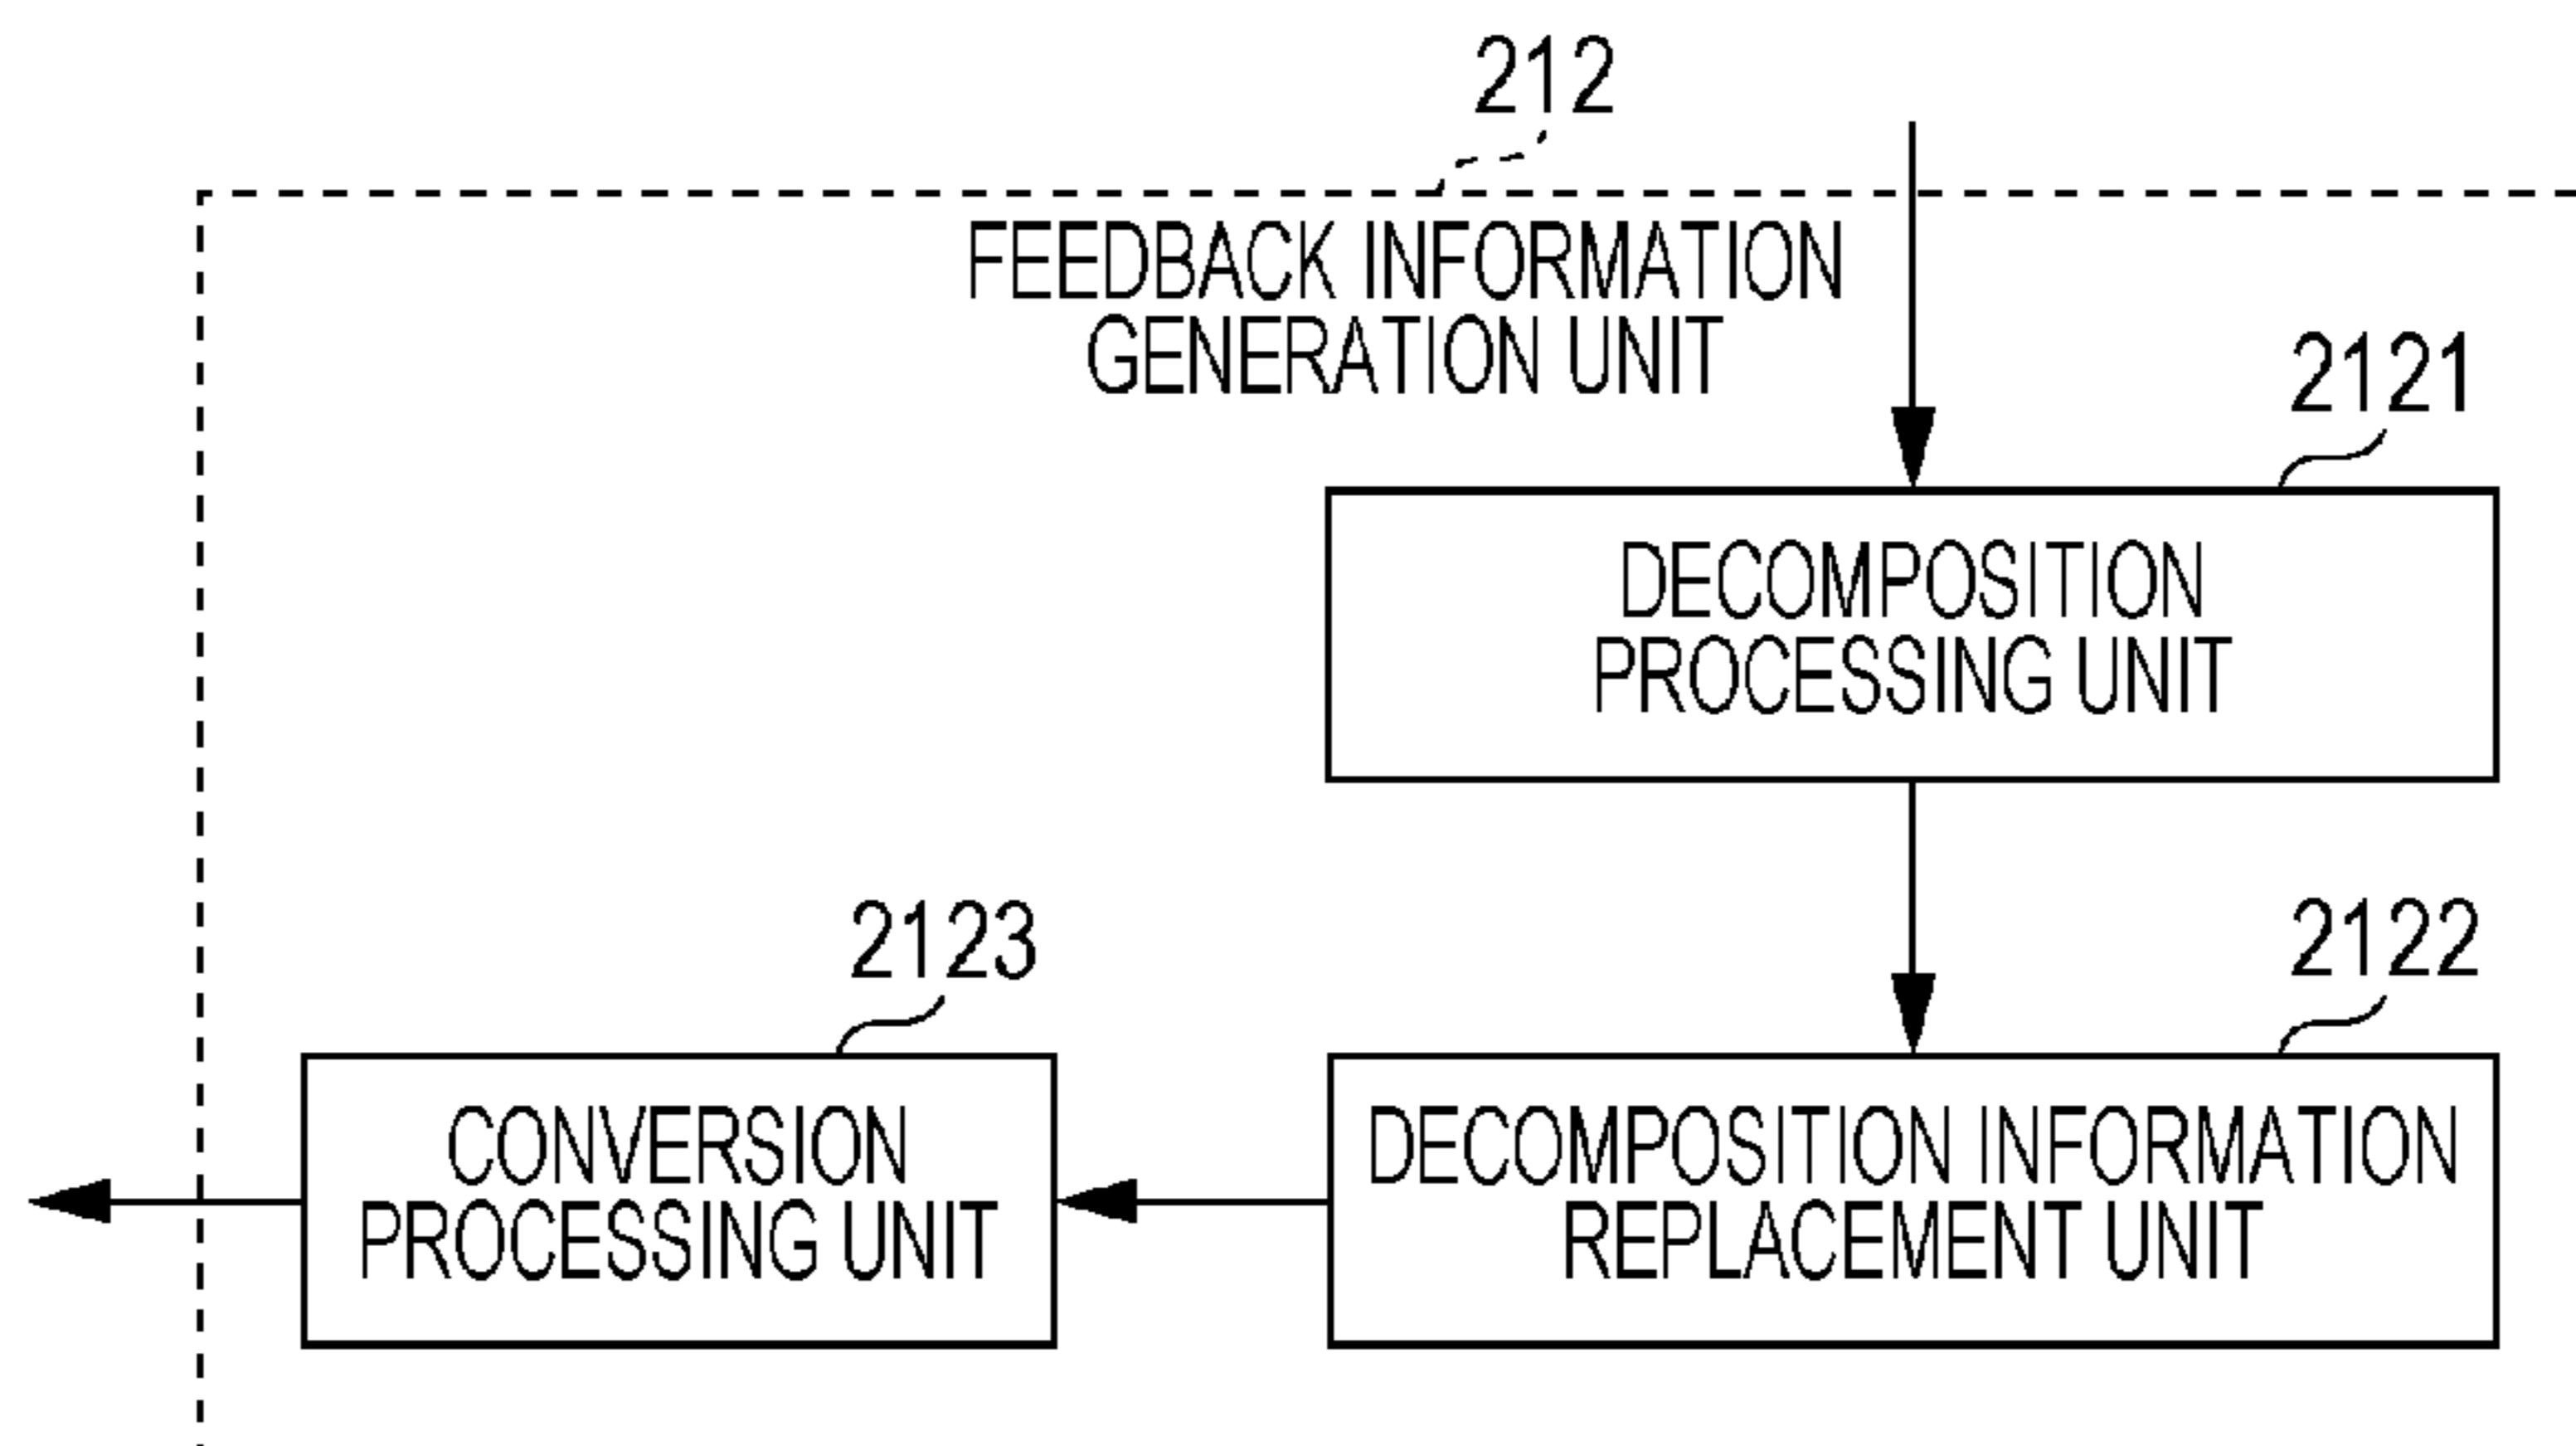 212
FEEDBACK INFORMATION
GENERATION UNIT
2121
DECOMPOSITION
PROCESSING UNIT
2123
CONVERSION
PROCESSING UNIT
2122
DECOMPOSITION INFORMATION
REPLACEMENT UNIT